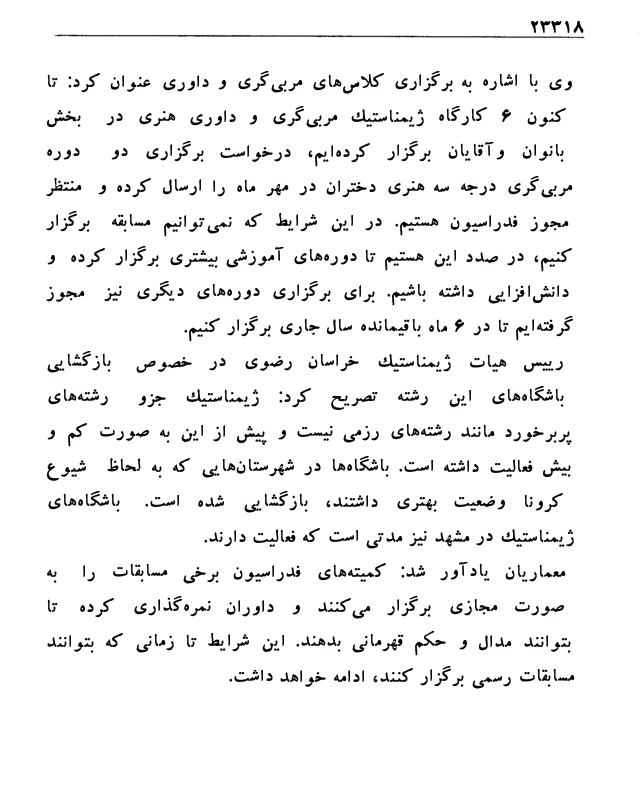 ۲۳۳۱۸
وی با اشاره به برگزاری کلاس‌های مربی‌گری و داوری عنوان کرد: تا
کنون ۶ کارگاه ژیمناستیك مربی‌گری و داوری هنری در بخش
بانوان وآقایان برگزار کرده‌ایم، درخواست برگزاری دو دوره
مربی‌گری درجه سه هنری دختران در مهر ماه را ارسال کرده و منتظر
مجوز فدراسیون هستیم. در این شرایط که نمی‌توانیم مسابقه برگزار
کنیم، در صدد این هستیم تا دوره‌های آموزشی بیشتری برگزار کرده و
دانش‌افزایی داشته باشیم. برای برگزاری دوره‌های دیگری نیز مجوز
گرفته‌ایم تا در ۶ ماه باقیمانده سال جاری برگزار کنیم.
رییس هیات ژیمناستیك خراسان رضوی در خصوص بازگشایی
باشگاه‌های این رشته تصریح کرد: ژیمناستیك جزو رشته‌های
پربرخورد مانند رشته‌های رزمی نیست و پیش از این به صورت کم و
بیش فعالیت داشته است. باشگاه‌ها در شهرستان‌هایی که به لحاظ شیوع
کرونا وضعیت بهتری داشتند، بازگشایی شده است. باشگاه‌های
ژیمناستیك در مشهد نیز مدتی است که فعالیت دارند.
معماریان یادآور شد: کمیته‌های فدراسیون برخی مسابقات را به
صورت مجازی برگزار می‌کنند و داوران نمره‌گذاری کرده تا
بتوانند مدال و حکم قهرمانی بدهند. این شرایط تا زمانی که بتوانند
مسابقات رسمی برگزار کنند، ادامه خواهد داشت.